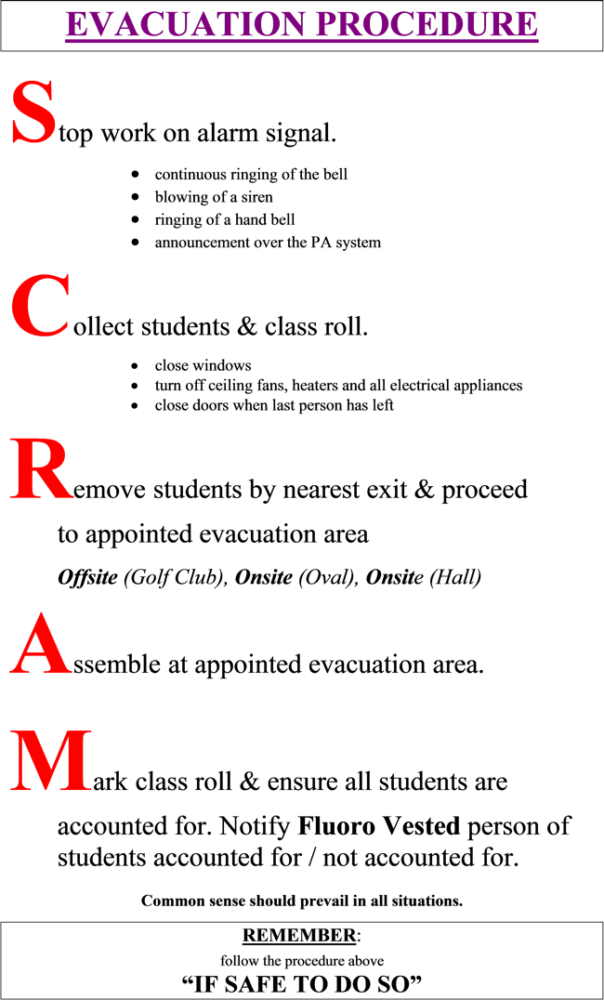 EVACUATION PROCEDURE
Stop work on alarm signal.
• continuous ringing of the bell
• blowing of a siren
• ringing of a hand bell
• announcement over the PA system
Collect students & class roll.
• close windows
• turn off ceiling fans, heaters and all electrical appliances
• close doors when last person has left
Remove students by nearest exit & proceed
to appointed evacuation area
Offsite (Golf Club), Onsite (Oval), Onsite (Hall)
Assemble at appointed evacuation area.
Mark class roll & ensure all students are
accounted for. Notify Fluoro Vested person of
students accounted for / not accounted for.
Common sense should prevail in all situations.
REMEMBER:
follow the procedure above
“IF SAFE TO DO SO”